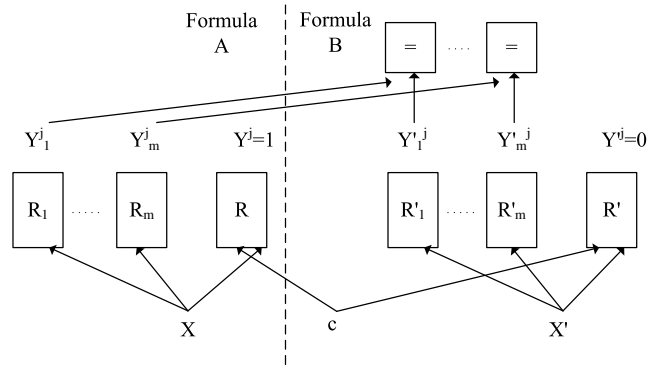 Formula A
Formula B
= . . . . =
Y^j_1 Y^j_m Y^j=1 Y'_1^j Y'_m^j Y'^j=0
R_1 . . . . . R_m R R'_1 . . . . . R'_m R'
X c X'